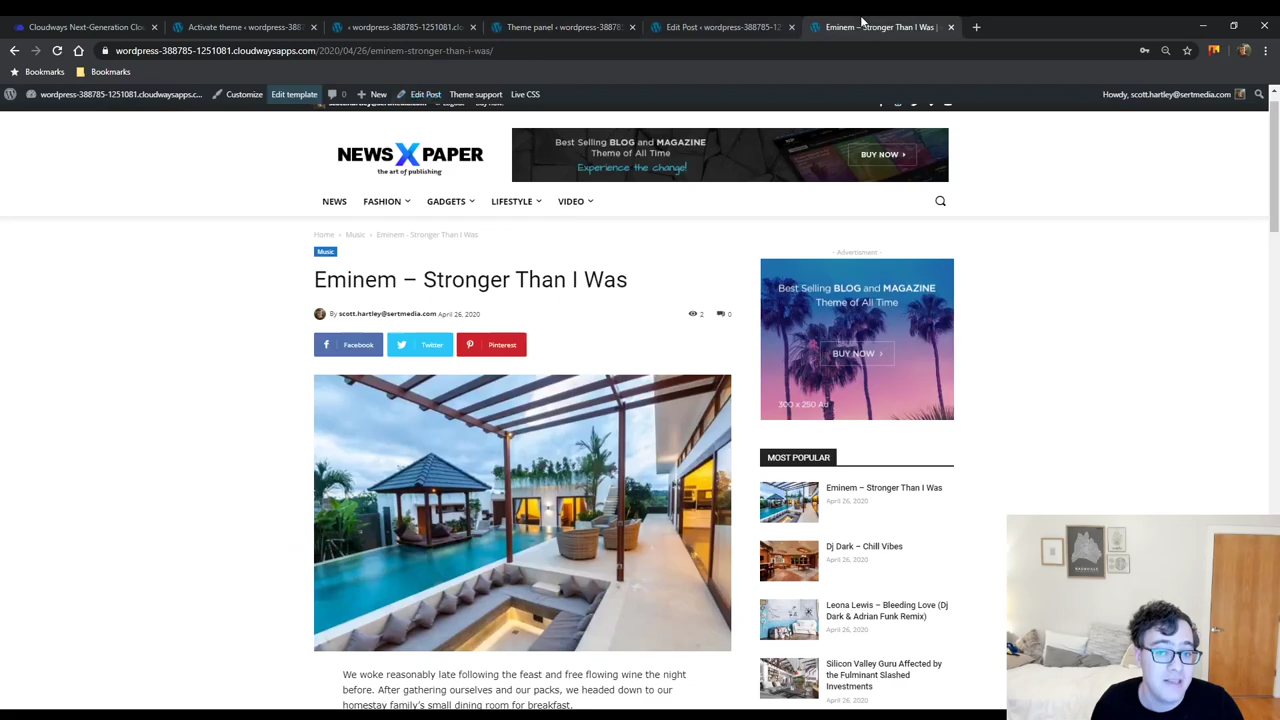 Cloudways Next-Generation Clo
Activate theme ‹ wordpress-388
Theme panel ‹ wordpress-38878
Edit Post ‹ wordpress-388785-12
Eminem – Stronger Than I Was |
wordpress-388785-1251081.cloudwaysapps.com/2020/04/26/eminem-stronger-than-i-was/
Bookmarks
Bookmarks
wordpress-388785-1251081.cloudwaysapps.c...
Customize
Edit template
0
New
Edit Post
Theme support
Live CSS
Howdy, scott.hartley@sertmedia.com
NEWS X PAPER
the art of publishing
Best Selling BLOG and MAGAZINE
Theme of All Time
Experience the change!
BUY NOW
NEWS
FASHION
GADGETS
LIFESTYLE
VIDEO
Home › Music › Eminem - Stronger Than I Was
Music
Eminem – Stronger Than I Was
By scott.hartley@sertmedia.com April 26, 2020
2
0
Facebook
Twitter
Pinterest
- Advertisment -
Best Selling BLOG and MAGAZINE
Theme of All Time
BUY NOW
300 x 250 Ad
MOST POPULAR
Eminem – Stronger Than I Was
April 26, 2020
Dj Dark – Chill Vibes
April 26, 2020
Leona Lewis – Bleeding Love (Dj
Dark & Adrian Funk Remix)
April 26, 2020
Silicon Valley Guru Affected by
the Fulminant Slashed
Investments
April 26, 2020
We woke reasonably late following the feast and free flowing wine the night
before. After gathering ourselves and our packs, we headed down to our
homestay family's small dining room for breakfast.